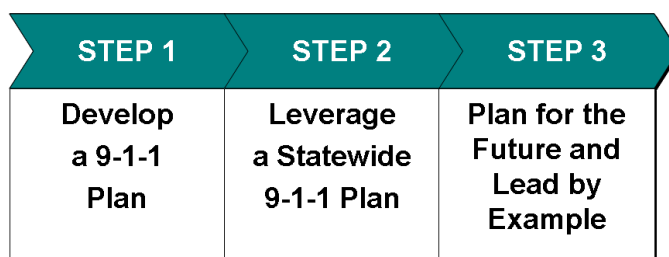 STEP 1
STEP 2
STEP 3
Develop
a 9-1-1
Plan
Leverage
a Statewide
9-1-1 Plan
Plan for the
Future and
Lead by
Example